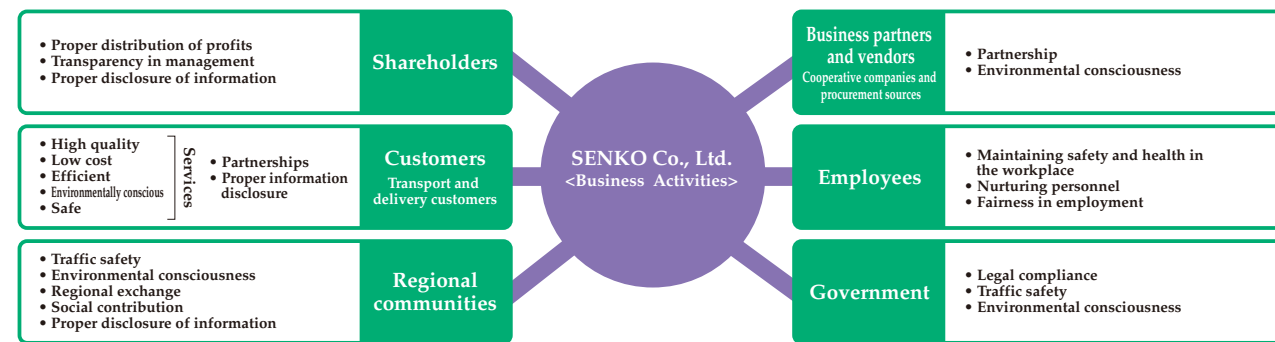 • Proper distribution of profits
• Transparency in management
• Proper disclosure of information
Shareholders
• High quality
• Low cost
• Efficient
• Environmentally conscious
• Safe
Services
• Partnerships
• Proper information
disclosure
Customers
Transport and
delivery customers
• Traffic safety
• Environmental consciousness
• Regional exchange
• Social contribution
• Proper disclosure of information
Regional
communities
SENKO Co., Ltd.
<Business Activities>
Business partners
and vendors
Cooperative companies and
procurement sources
• Partnership
• Environmental consciousness
Employees
• Maintaining safety and health in
the workplace
• Nurturing personnel
• Fairness in employment
Government
• Legal compliance
• Traffic safety
• Environmental consciousness